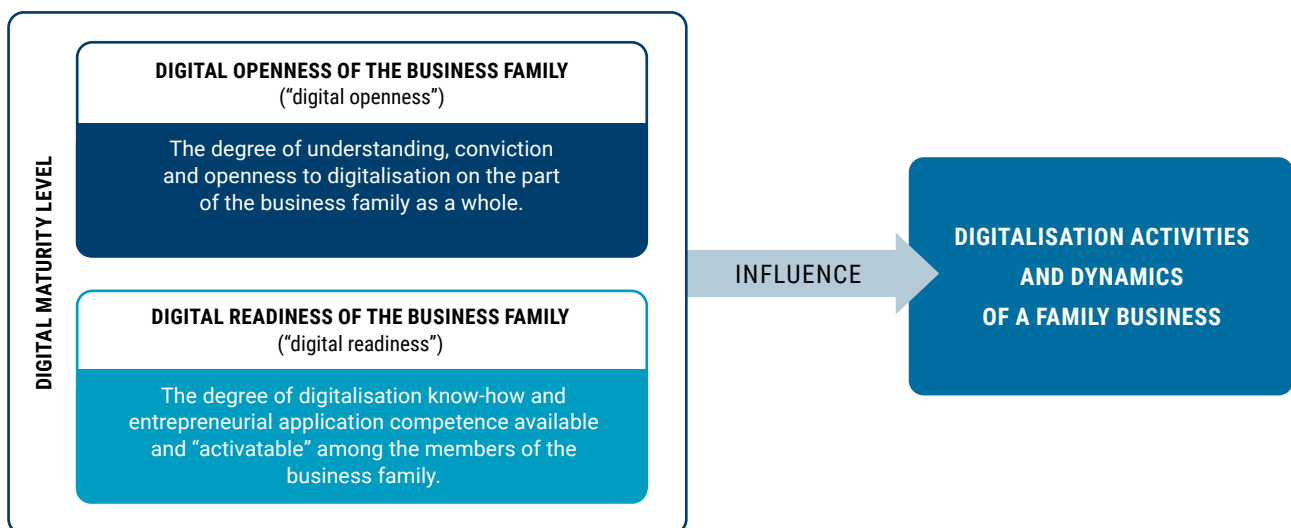 DIGITAL MATURITY LEVEL
DIGITAL OPENNESS OF THE BUSINESS FAMILY
(“digital openness”)
The degree of understanding, conviction
and openness to digitalisation on the part
of the business family as a whole.
DIGITAL READINESS OF THE BUSINESS FAMILY
(“digital readiness”)
The degree of digitalisation know-how and
entrepreneurial application competence available
and “activatable” among the members of the
business family.
INFLUENCE
DIGITALISATION ACTIVITIES
AND DYNAMICS
OF A FAMILY BUSINESS